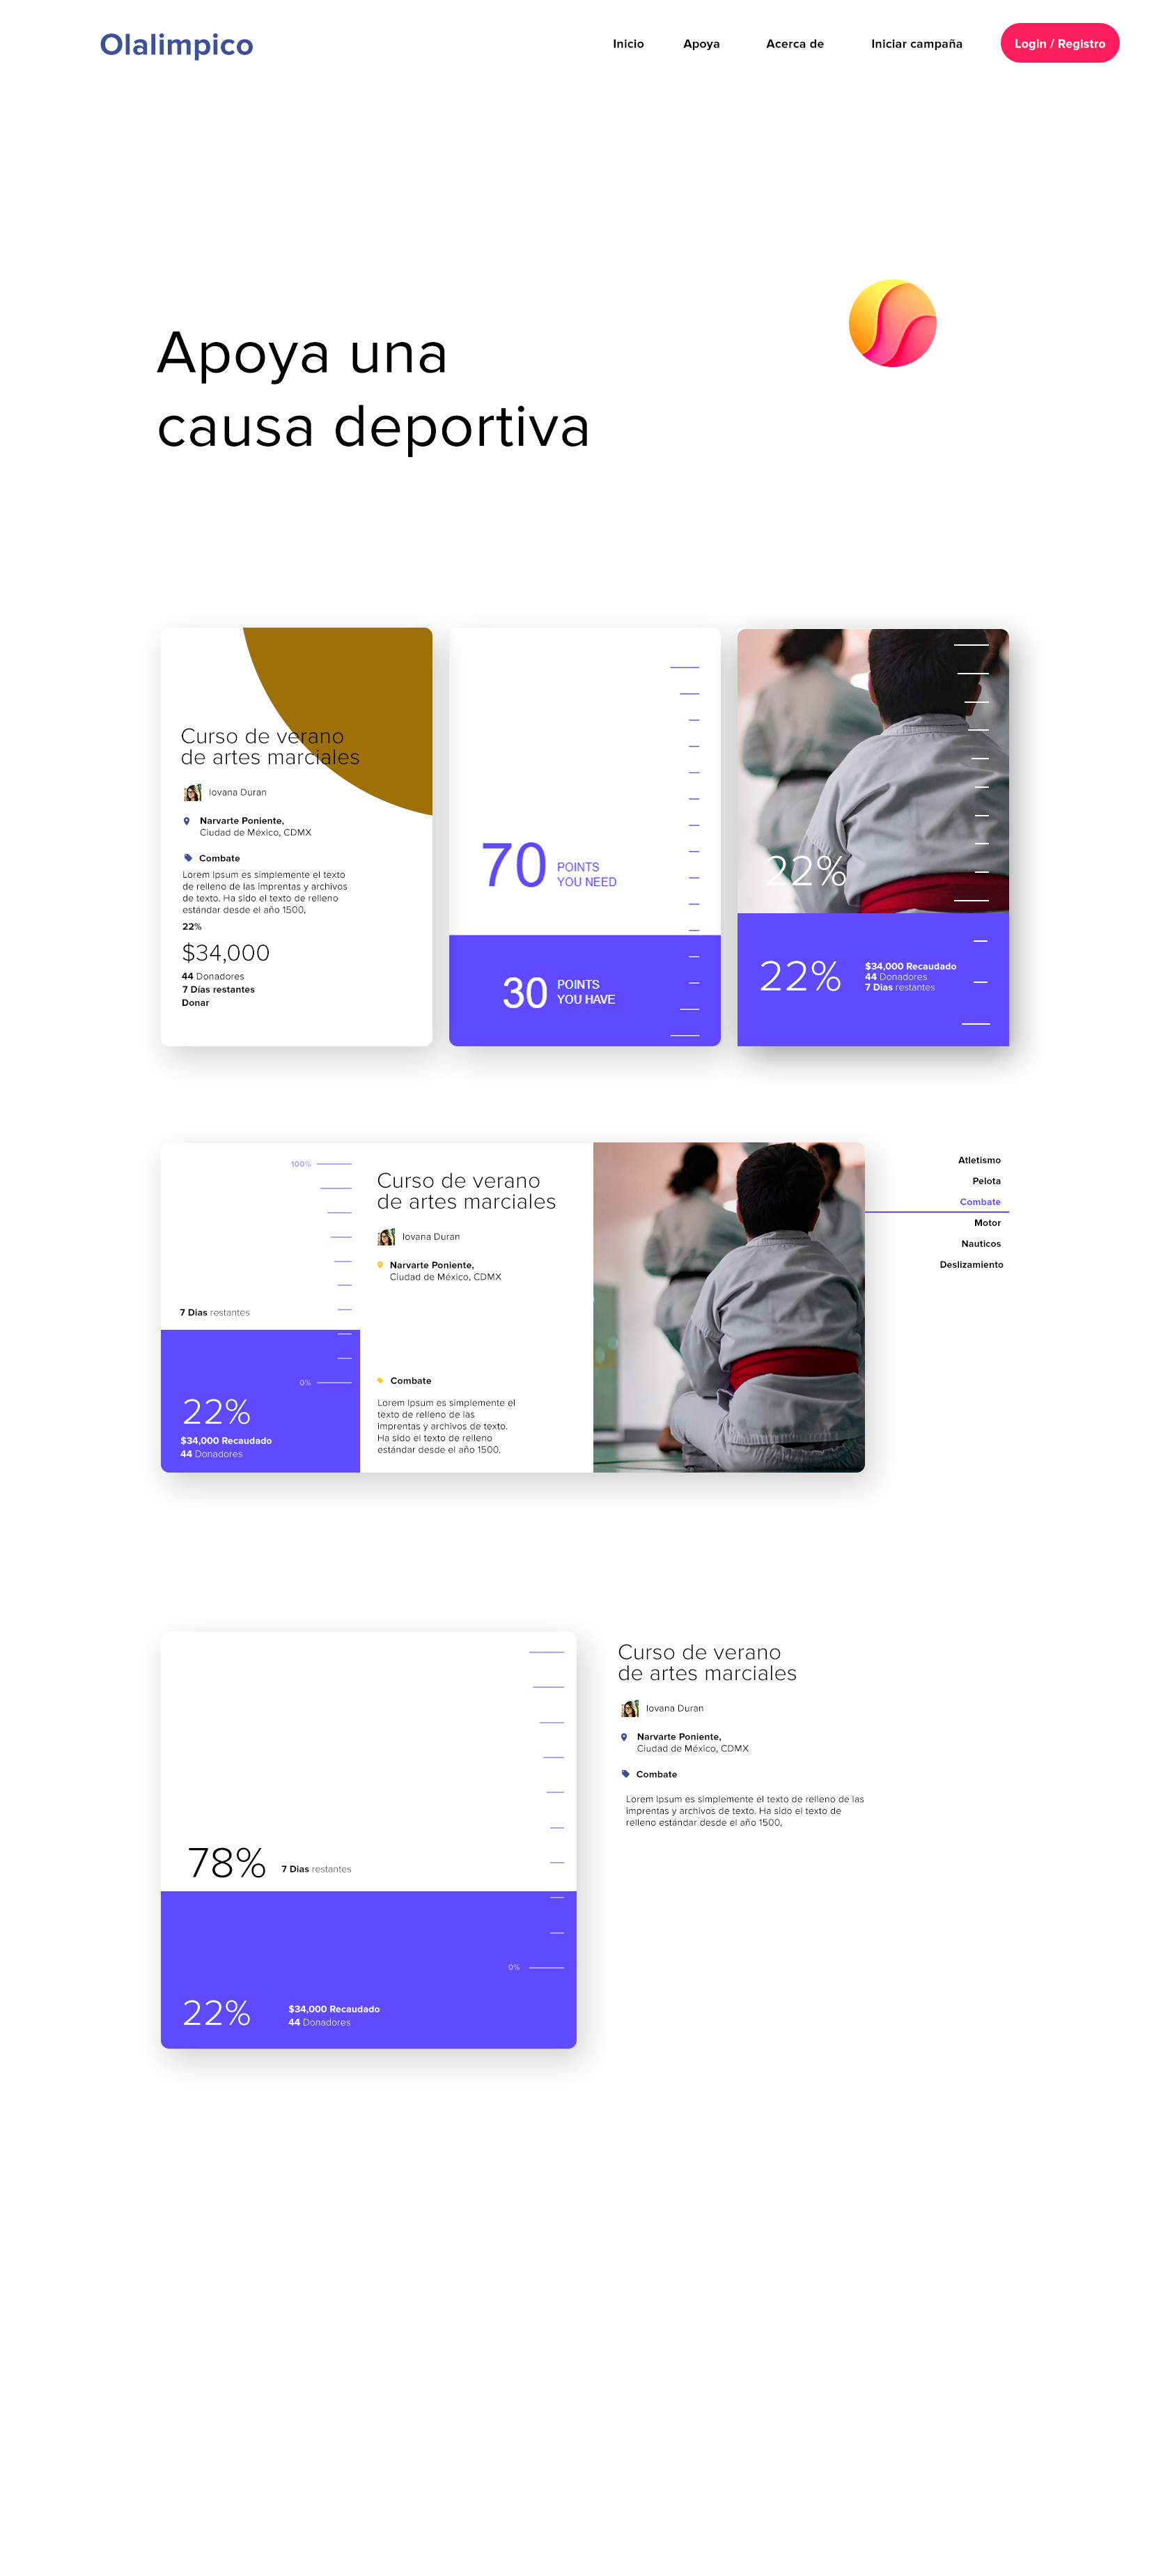 Olalimpico
Inicio
Apoya
Acerca de
Iniciar campaña
Login / Registro
Apoya una
causa deportiva
Curso de verano
de artes marciales
Iovana Duran
Narvarte Poniente,
Ciudad de México, CDMX
Combate
Lorem Ipsum es simplemente el texto
de relleno de las imprentas y archivos
de texto. Ha sido el texto de relleno
estándar desde el año 1500,
22%
$34,000
44 Donadores
7 Días restantes
Donar
70 POINTS
YOU NEED
30 POINTS
YOU HAVE
22%
22%
$34,000 Recaudado
44 Donadores
7 Dias restantes
100%
7 Dias restantes
0%
22%
$34,000 Recaudado
44 Donadores
Curso de verano
de artes marciales
Iovana Duran
Narvarte Poniente,
Ciudad de México, CDMX
Combate
Lorem Ipsum es simplemente el
texto de relleno de las
imprentas y archivos de texto.
Ha sido el texto de relleno
estándar desde el año 1500.
Atletismo
Pelota
Combate
Motor
Nauticos
Deslizamiento
78%
7 Dias restantes
0%
22%
$34,000 Recaudado
44 Donadores
Curso de verano
de artes marciales
Iovana Duran
Narvarte Poniente,
Ciudad de México, CDMX
Combate
Lorem Ipsum es simplemente el texto de relleno de las
imprentas y archivos de texto. Ha sido el texto de
relleno estándar desde el año 1500,